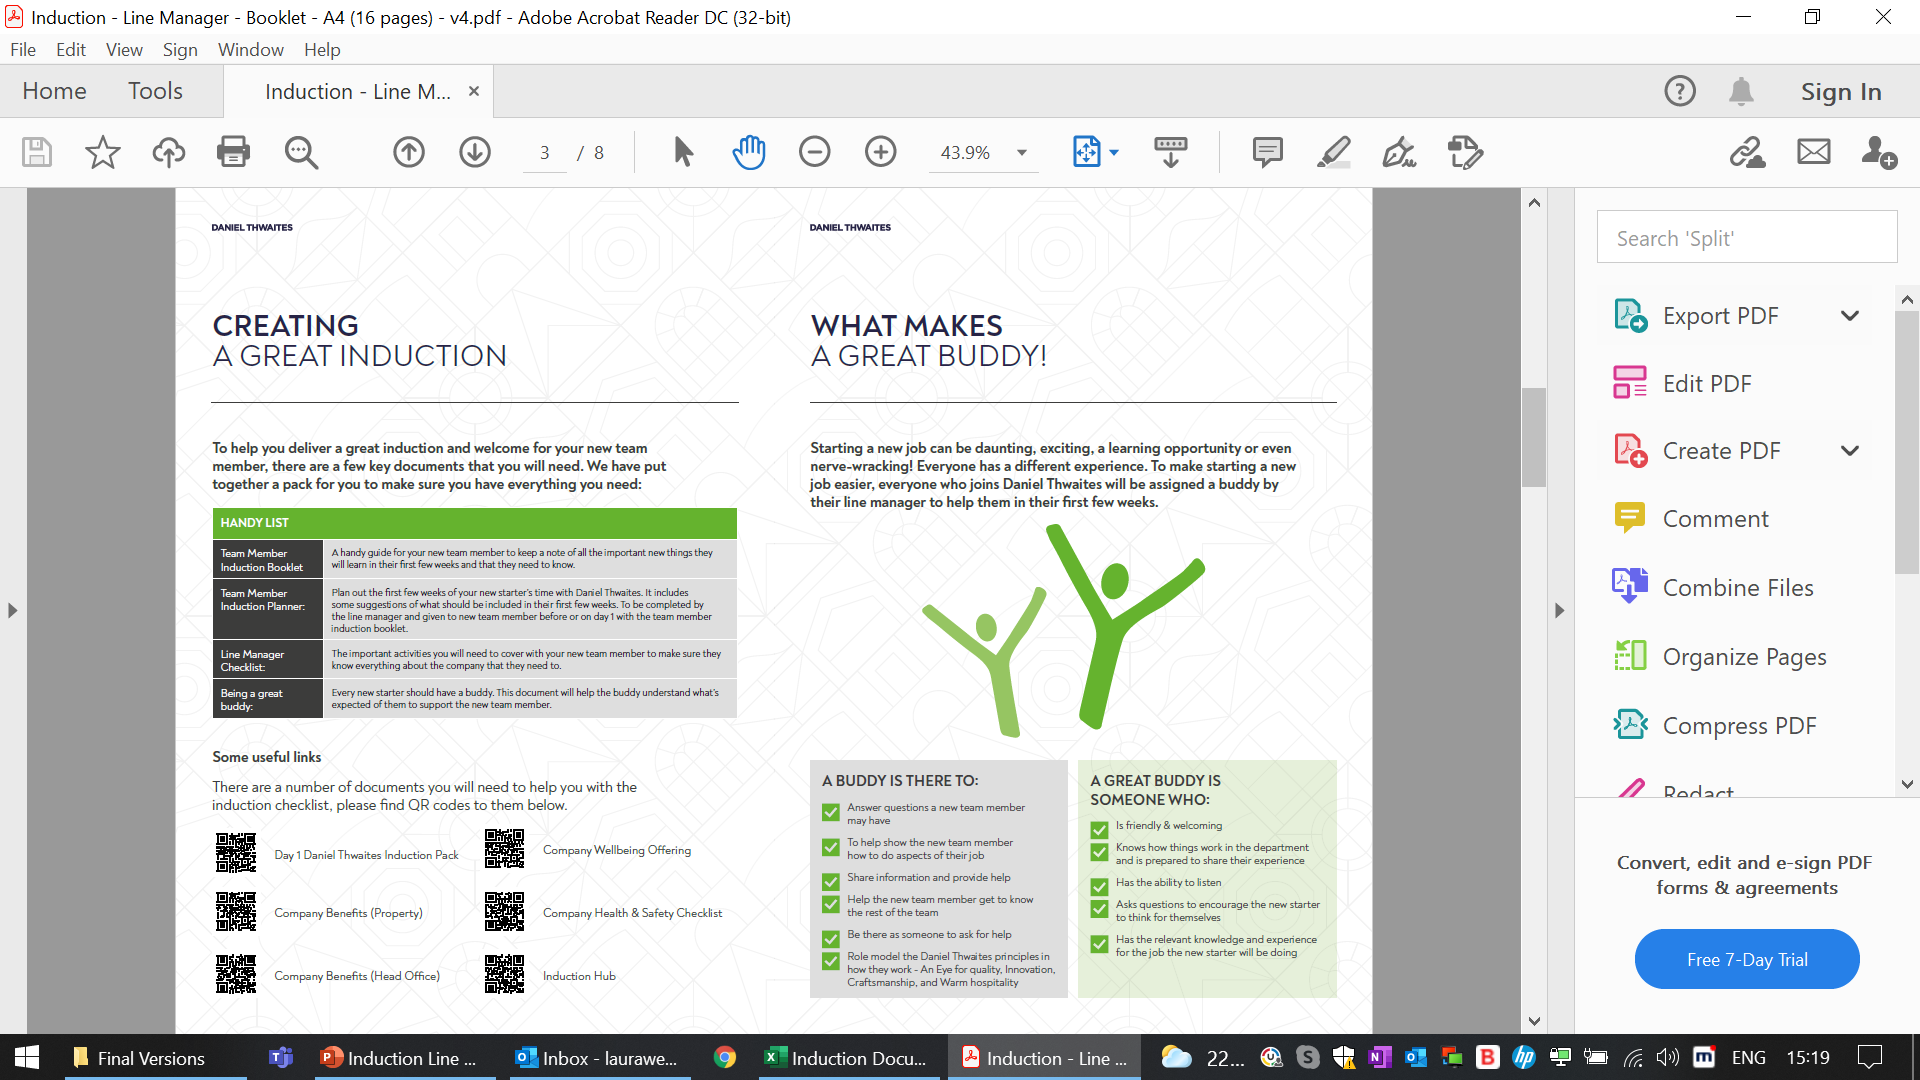 Induction - Line Manager - Booklet - A4 (16 pages) - v4.pdf - Adobe Acrobat Reader DC (32-bit)
File Edit View Sign Window Help
Home Tools Induction - Line M... Sign In
3 / 8 43.9%
DANIEL THWAITES
CREATING
A GREAT INDUCTION
To help you deliver a great induction and welcome for your new team
member, there are a few key documents that you will need. We have put
together a pack for you to make sure you have everything you need:
HANDY LIST
Team Member
Induction Booklet
A handy guide for your new team member to keep a note of all the important new things they
will learn in their first few weeks and that they need to know.
Team Member
Induction Planner:
Plan out the first few weeks of your new starter's time with Daniel Thwaites. It includes
some suggestions of what should be included in their first few weeks. To be completed by
the line manager and given to new team member before or on day 1 with the team member
induction booklet.
Line Manager
Checklist:
The important activities you will need to cover with your new team member to make sure they
know everything about the company that they need to.
Being a great
buddy:
Every new starter should have a buddy. This document will help the buddy understand what's
expected of them to support the new team member.
Some useful links
There are a number of documents you will need to help you with the
induction checklist, please find QR codes to them below.
Day 1 Daniel Thwaites Induction Pack
Company Wellbeing Offering
Company Benefits (Property)
Company Health & Safety Checklist
Company Benefits (Head Office)
Induction Hub
DANIEL THWAITES
WHAT MAKES
A GREAT BUDDY!
Starting a new job can be daunting, exciting, a learning opportunity or even
nerve-wracking! Everyone has a different experience. To make starting a new
job easier, everyone who joins Daniel Thwaites will be assigned a buddy by
their line manager to help them in their first few weeks.
A BUDDY IS THERE TO:
Answer questions a new team member
may have
To help show the new team member
how to do aspects of their job
Share information and provide help
Help the new team member get to know
the rest of the team
Be there as someone to ask for help
Role model the Daniel Thwaites principles in
how they work - An Eye for quality, Innovation,
Craftsmanship, and Warm hospitality
A GREAT BUDDY IS
SOMEONE WHO:
Is friendly & welcoming
Knows how things work in the department
and is prepared to share their experience
Has the ability to listen
Asks questions to encourage the new starter
to think for themselves
Has the relevant knowledge and experience
for the job the new starter will be doing
Search 'Split'
Export PDF
Edit PDF
Create PDF
Comment
Combine Files
Organize Pages
Compress PDF
Redact
Convert, edit and e-sign PDF
forms & agreements
Free 7-Day Trial
Final Versions Induction Line ... Inbox - laurawe... Induction Docu... Induction - Line ... 22... ENG 15:19